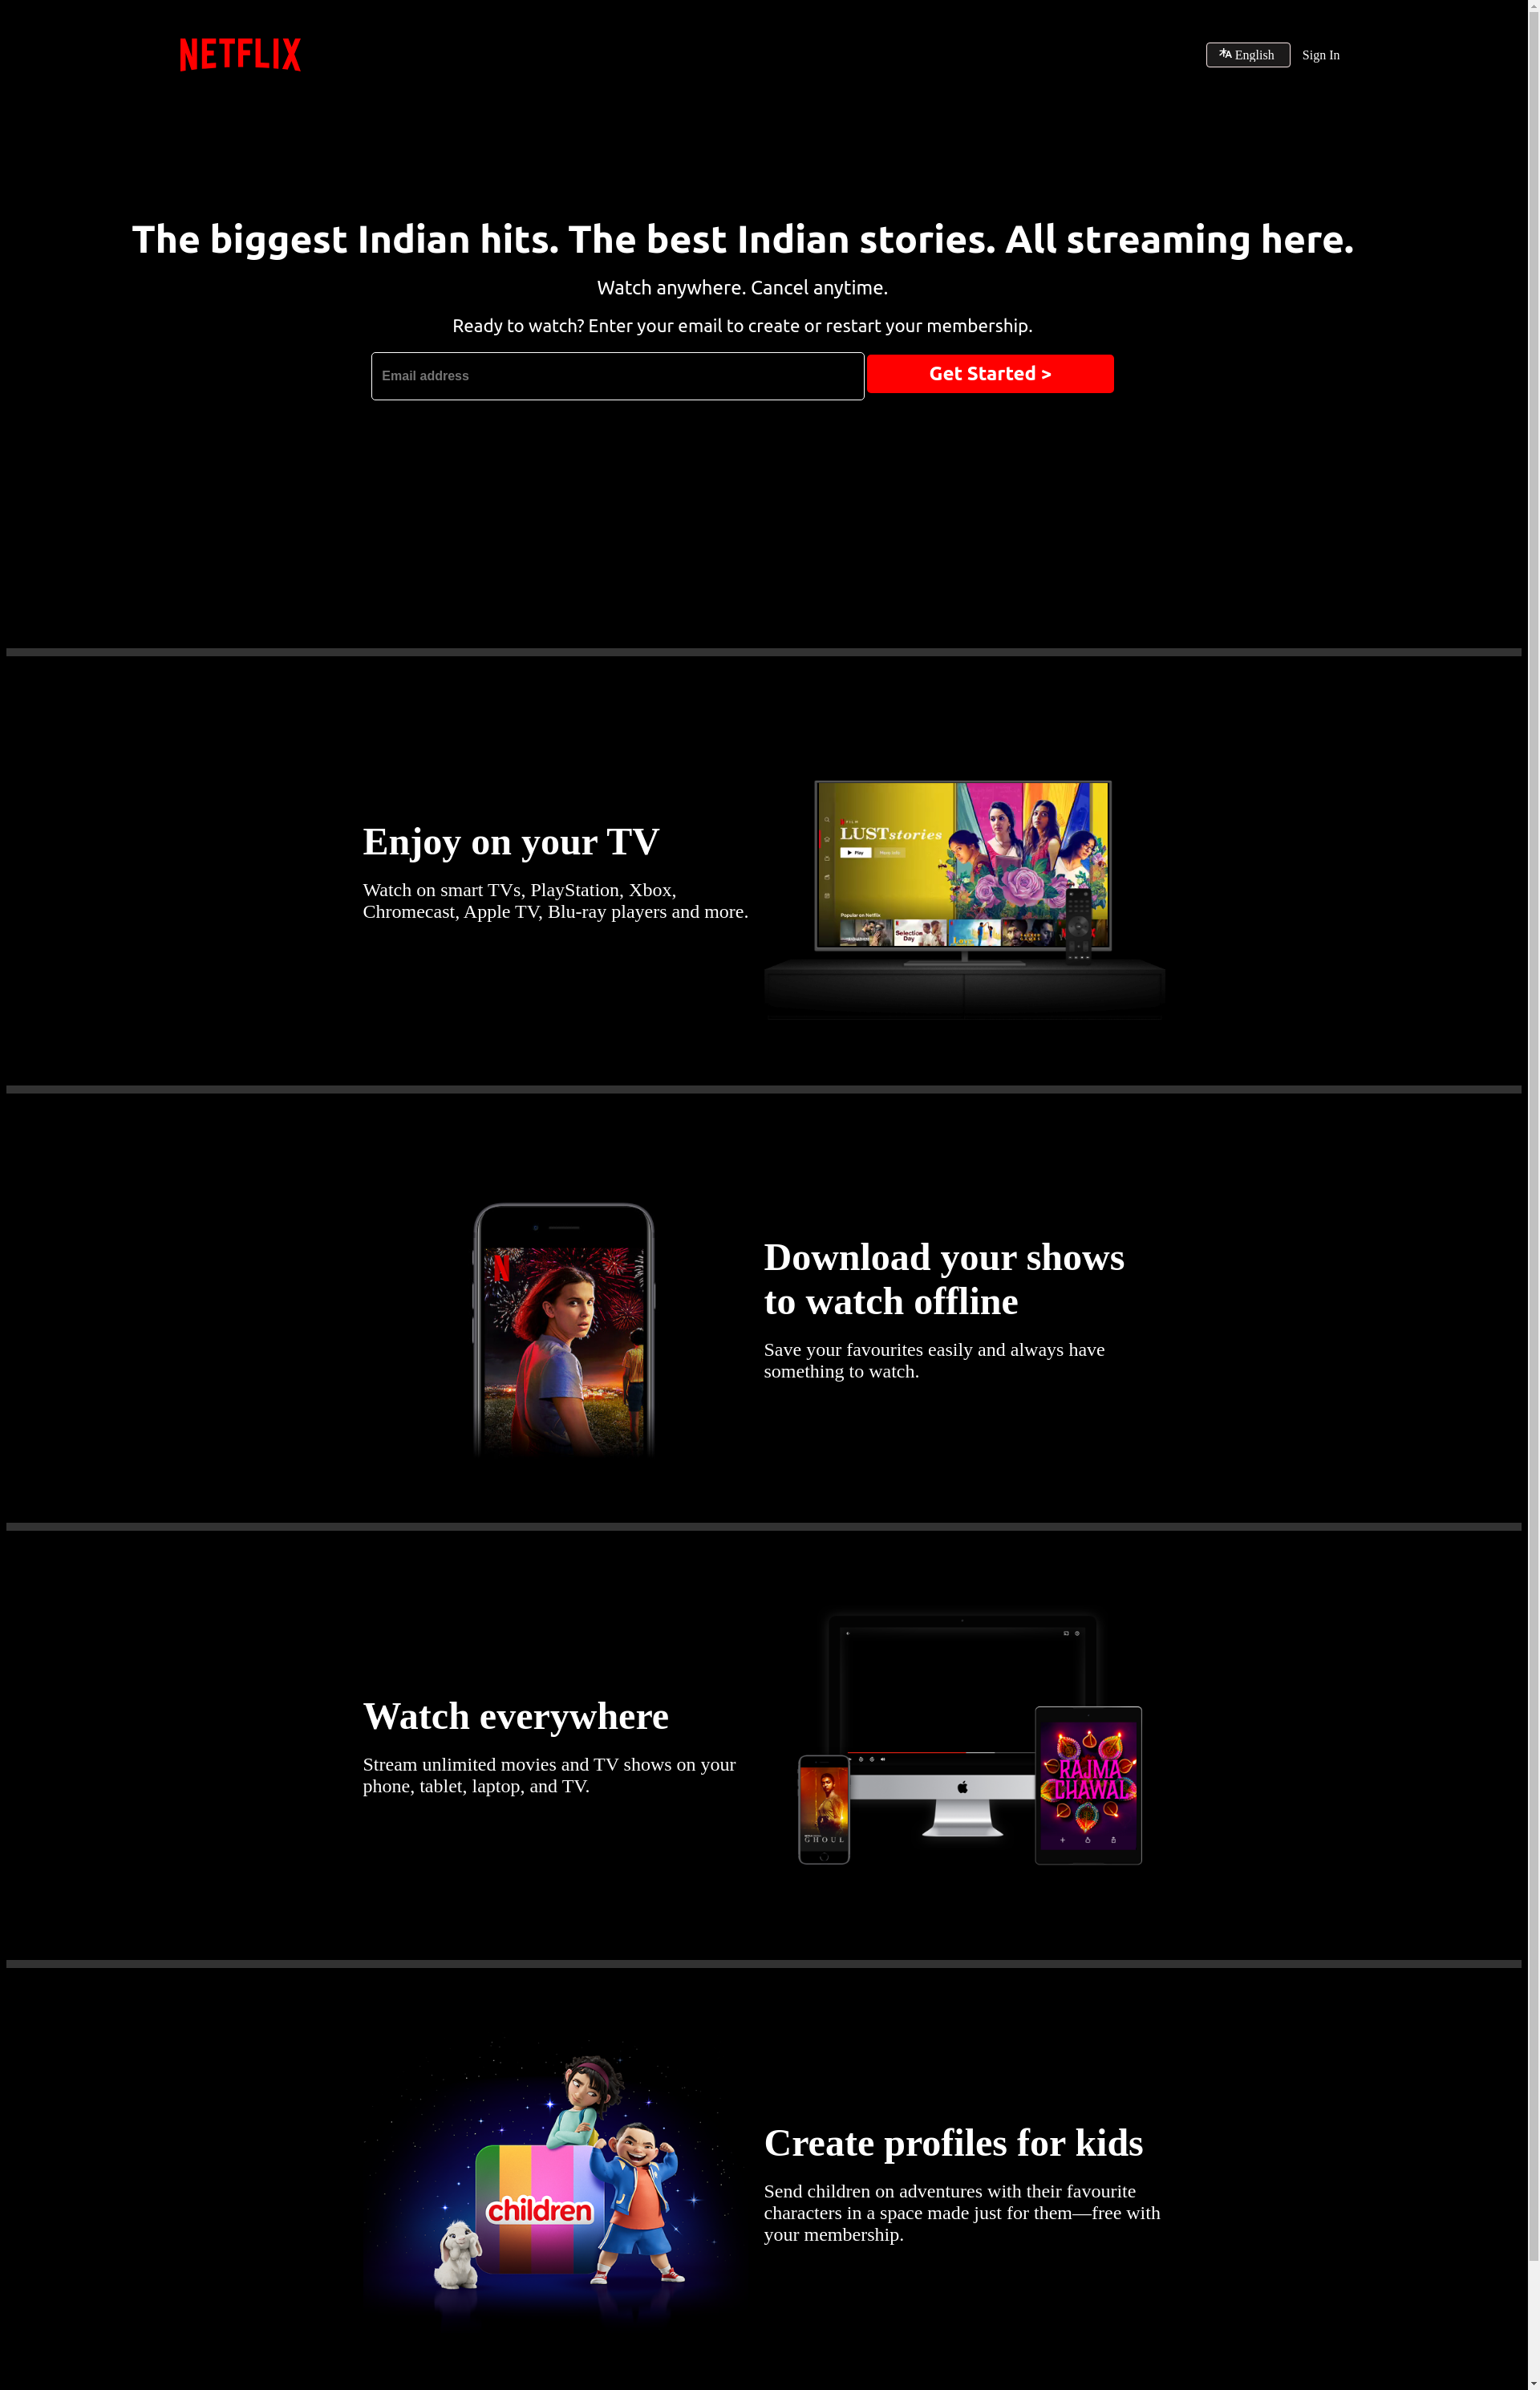 NETFLIX
English
Sign In
The biggest Indian hits. The best Indian stories. All streaming here.
Watch anywhere. Cancel anytime.
Ready to watch? Enter your email to create or restart your membership.
Email address
Get Started >
Enjoy on your TV
Watch on smart TVs, PlayStation, Xbox,
Chromecast, Apple TV, Blu-ray players and more.
FILM
LUST stories
Play
More Info
Popular on Netflix
Selection
Day
Download your shows
to watch offline
Save your favourites easily and always have
something to watch.
Watch everywhere
Stream unlimited movies and TV shows on your
phone, tablet, laptop, and TV.
RAJMA
CHAWAL
GHOUL
children
Create profiles for kids
Send children on adventures with their favourite
characters in a space made just for them—free with
your membership.